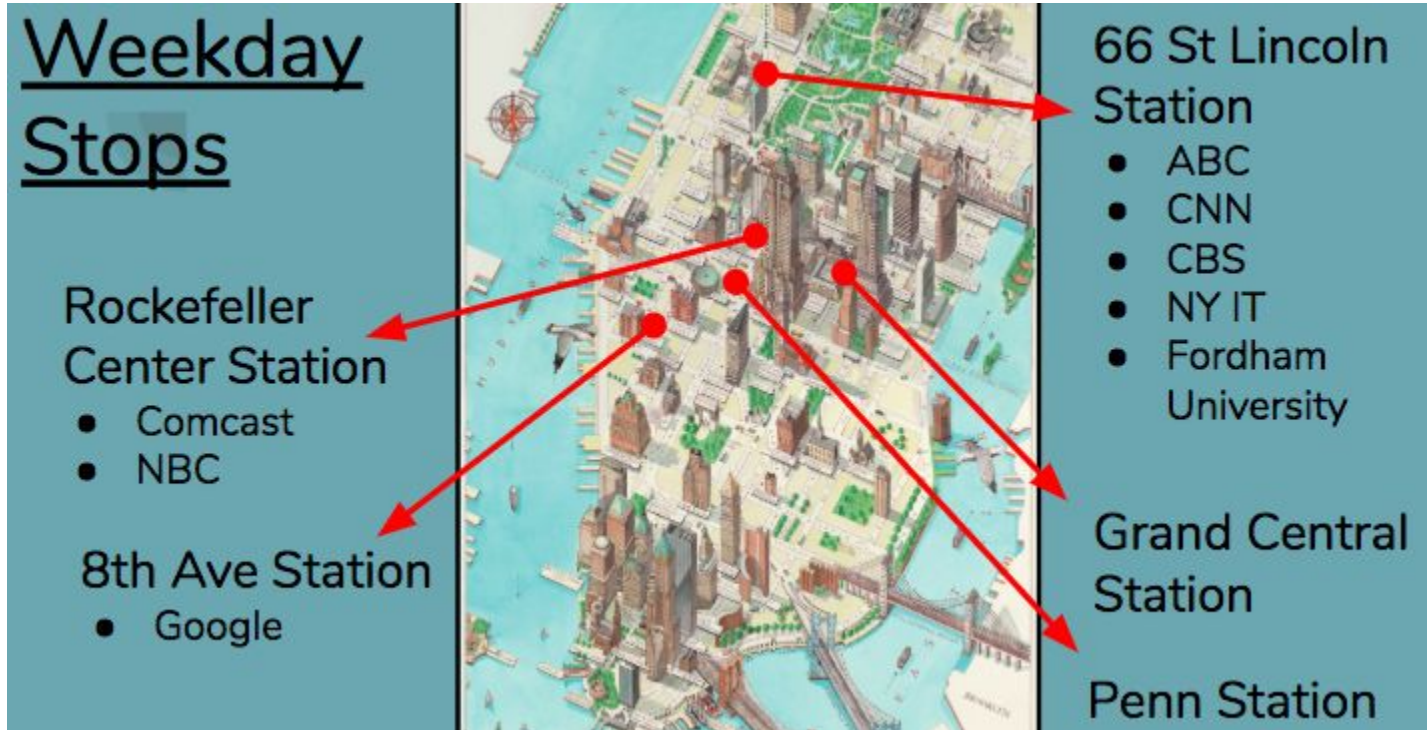 Weekday
Stops
Rockefeller
Center Station
● Comcast
● NBC
8th Ave Station
● Google
66 St Lincoln
Station
● ABC
● CNN
● CBS
● NY IT
● Fordham
University
Grand Central
Station
Penn Station